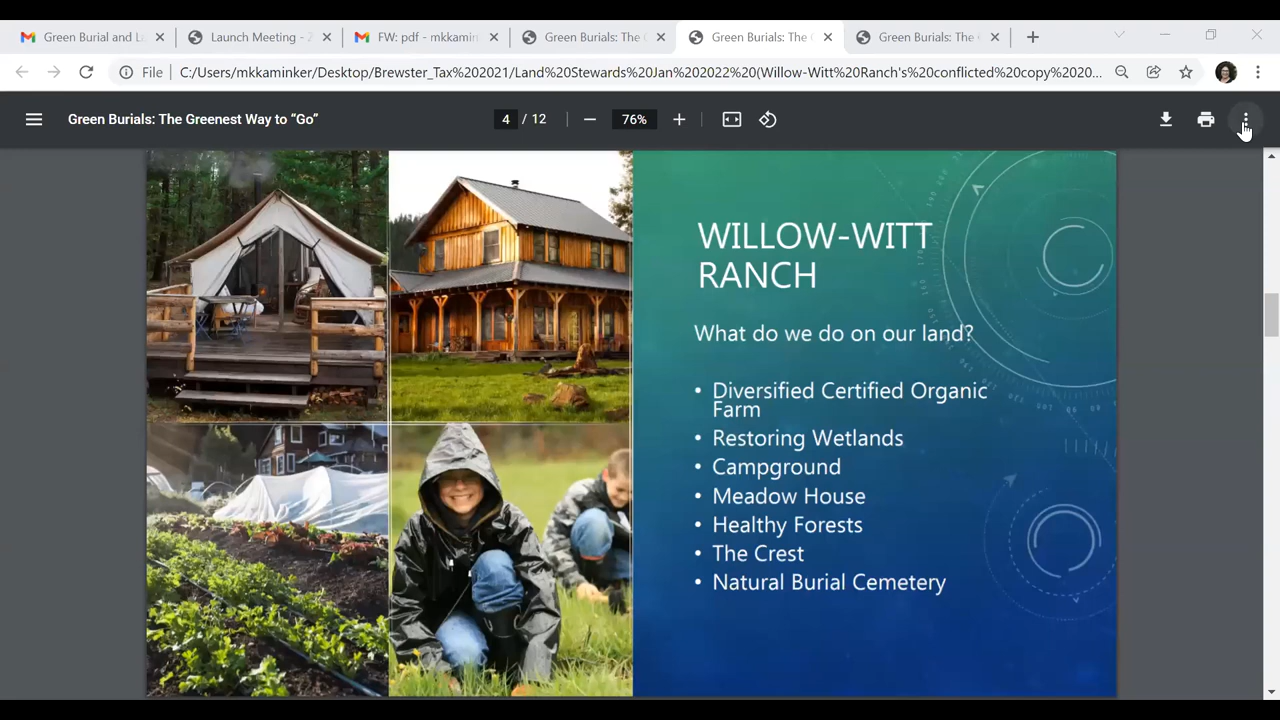 Green Burial and L
Launch Meeting - 2
FW: pdf - mkkamin
Green Burials: The
Green Burials: The
Green Burials: The
File
C:/Users/mkkaminker/Desktop/Brewster_Tax%202021/Land%20Stewards%20Jan%202022%20(Willow-Witt%20Ranch's%20conflicted%20copy%2020...
Green Burials: The Greenest Way to “Go”
4 / 12
76%
WILLOW-WITT
RANCH
What do we do on our land?
• Diversified Certified Organic
Farm
• Restoring Wetlands
• Campground
• Meadow House
• Healthy Forests
• The Crest
• Natural Burial Cemetery